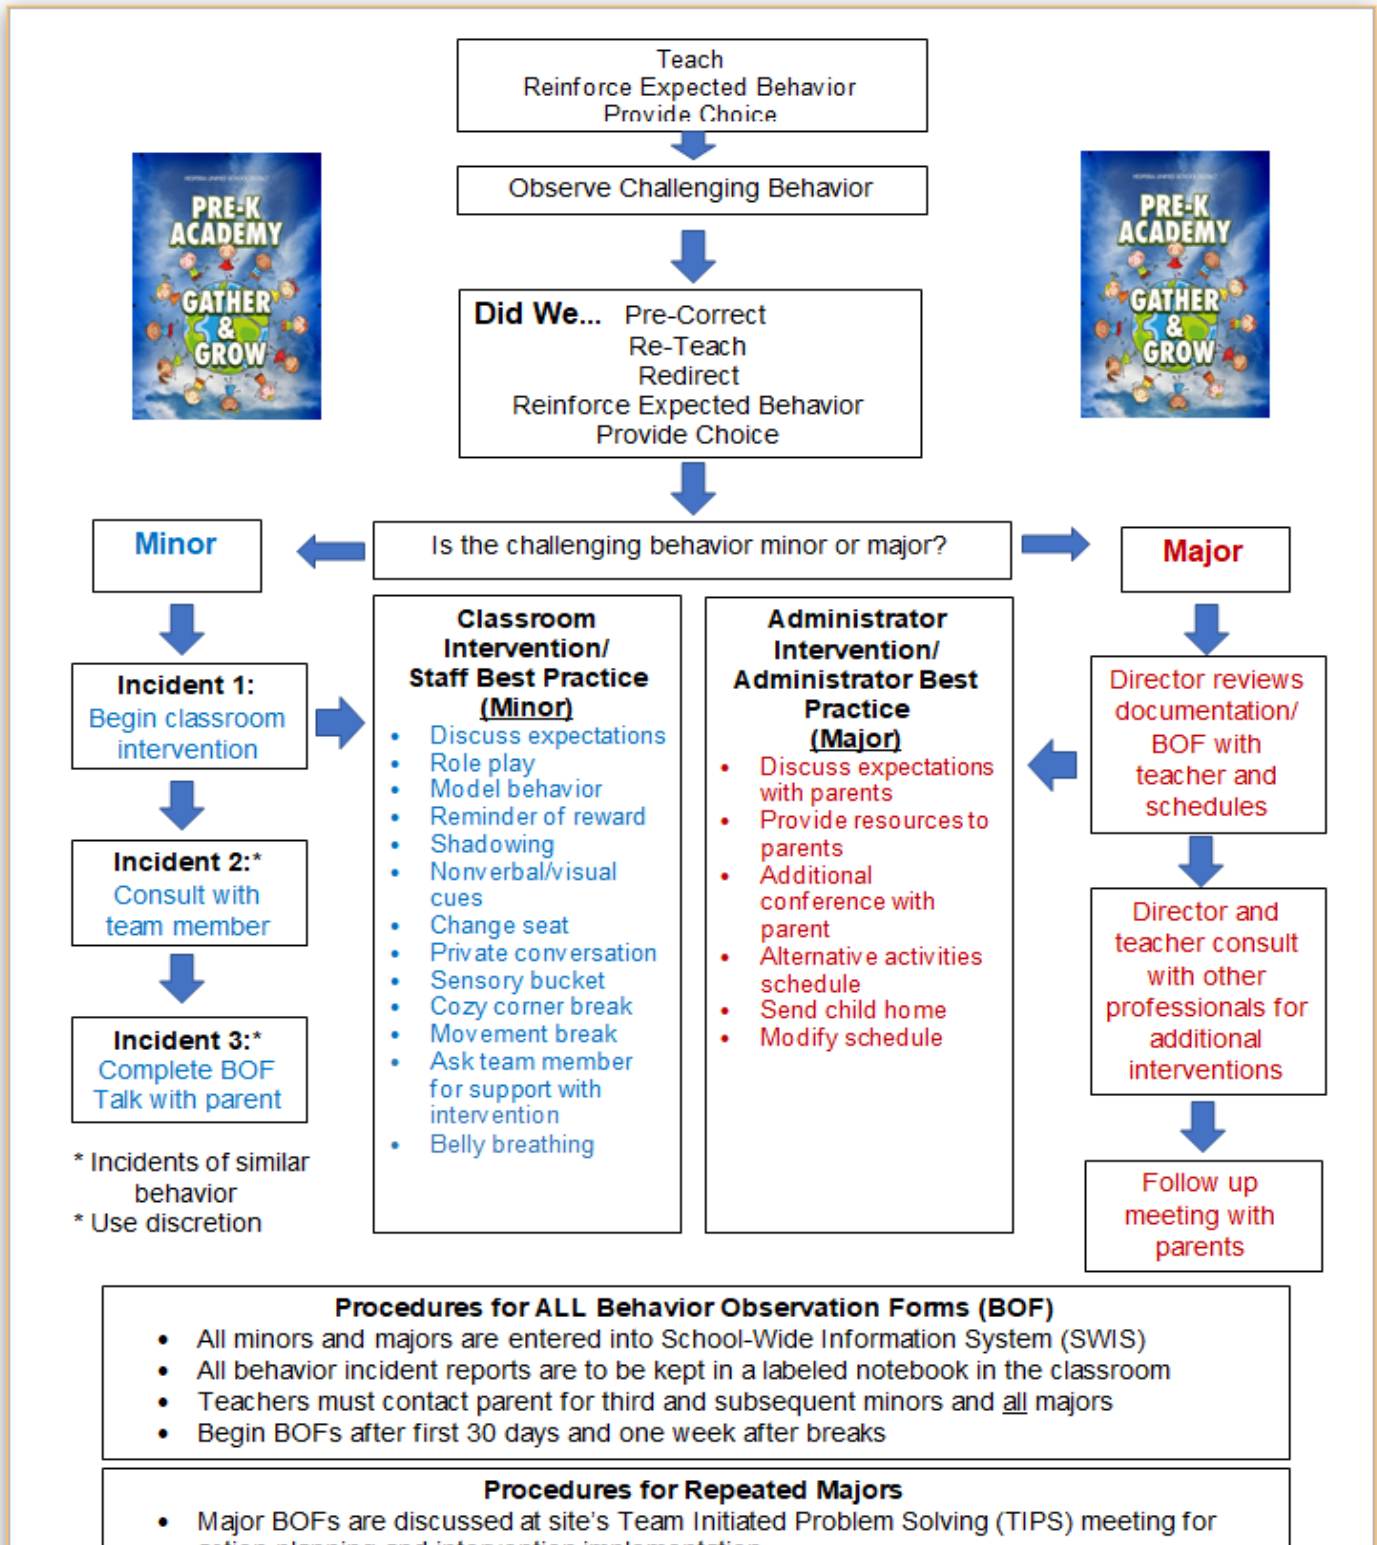 Teach
Reinforce Expected Behavior
Provide Choice
Observe Challenging Behavior
PRE-K
ACADEMY
GATHER
&
GROW
PRE-K
ACADEMY
GATHER
&
GROW
Did We... Pre-Correct
Re-Teach
Redirect
Reinforce Expected Behavior
Provide Choice
Is the challenging behavior minor or major?
Minor
Major
Incident 1:
Begin classroom
intervention
Incident 2:*
Consult with
team member
Incident 3:*
Complete BOF
Talk with parent
* Incidents of similar
behavior
* Use discretion
Classroom
Intervention/
Staff Best Practice
(Minor)
• Discuss expectations
• Role play
• Model behavior
• Reminder of reward
• Shadowing
• Nonverbal/visual
cues
• Change seat
• Private conversation
• Sensory bucket
• Cozy corner break
• Movement break
• Ask team member
for support with
intervention
• Belly breathing
Administrator
Intervention/
Administrator Best
Practice
(Major)
• Discuss expectations
with parents
• Provide resources to
parents
• Additional
conference with
parent
• Alternative activities
schedule
• Send child home
• Modify schedule
Director reviews
documentation/
BOF with
teacher and
schedules
Director and
teacher consult
with other
professionals for
additional
interventions
Follow up
meeting with
parents
Procedures for ALL Behavior Observation Forms (BOF)
• All minors and majors are entered into School-Wide Information System (SWIS)
• All behavior incident reports are to be kept in a labeled notebook in the classroom
• Teachers must contact parent for third and subsequent minors and all majors
• Begin BOFs after first 30 days and one week after breaks
Procedures for Repeated Majors
• Major BOFs are discussed at site's Team Initiated Problem Solving (TIPS) meeting for